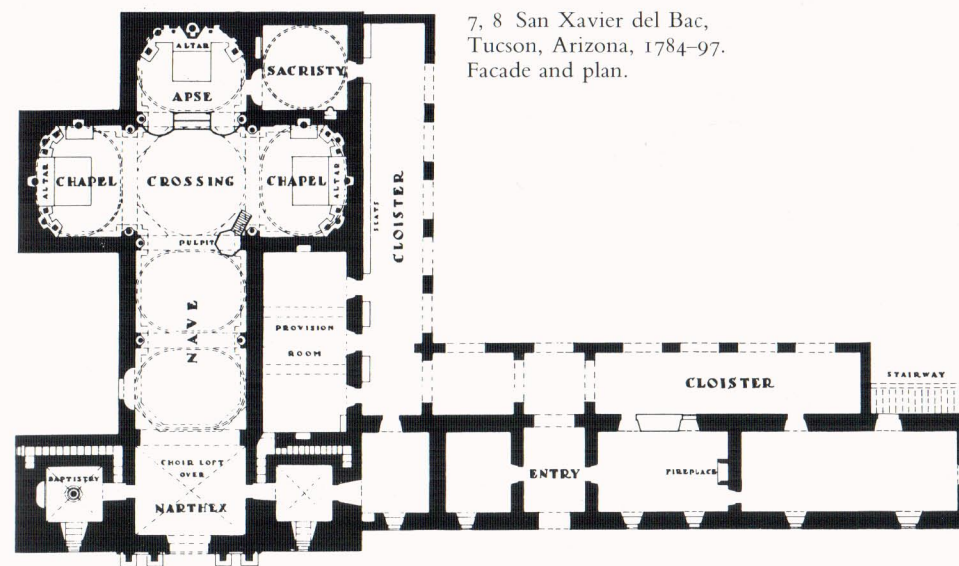 7, 8 San Xavier del Bac,
Tucson, Arizona, 1784–97.
Facade and plan.
ALTAR
APSE
SACRISTY
ALTAR
CHAPEL
CROSSING
CHAPEL
ALTAR
SEATS
CLOISTER
PULPIT
NAVE
PROVISION
ROOM
CLOISTER
STAIRWAY
CHOIR LOFT
OVER
NARTHEX
BAPTISTRY
ENTRY
FIREPLACE